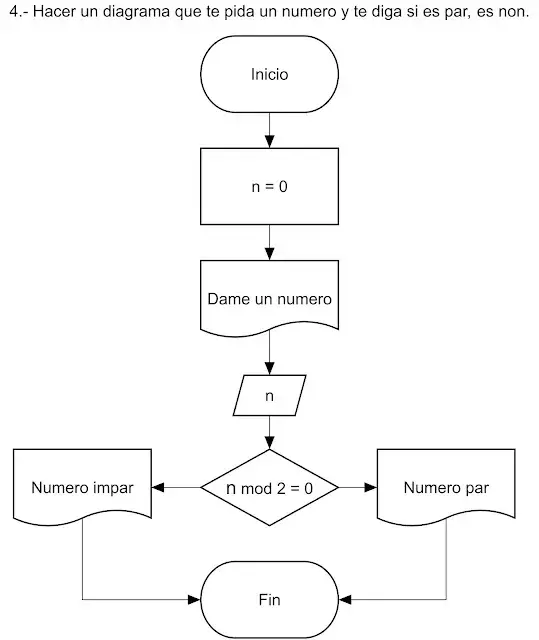 4.- Hacer un diagrama que te pida un numero y te diga si es par, es non.
Inicio
n = 0
Dame un numero
n
Numero impar
n mod 2 = 0
Numero par
Fin